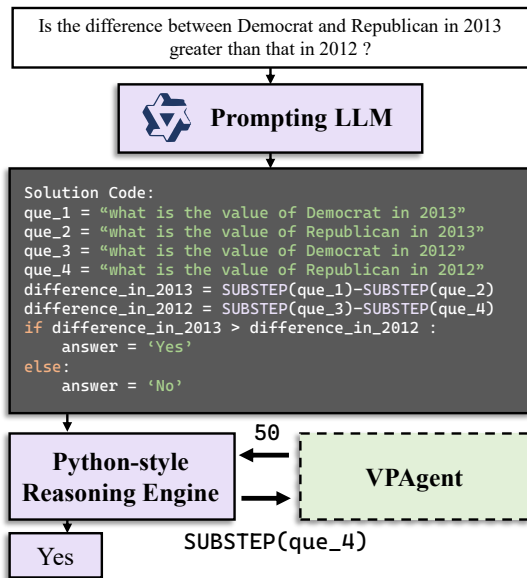 Is the difference between Democrat and Republican in 2013
greater than that in 2012 ?
Prompting LLM
Solution Code:
que_1 = “what is the value of Democrat in 2013”
que_2 = “what is the value of Republican in 2013”
que_3 = “what is the value of Democrat in 2012”
que_4 = “what is the value of Republican in 2012”
difference_in_2013 = SUBSTEP(que_1)-SUBSTEP(que_2)
difference_in_2012 = SUBSTEP(que_3)-SUBSTEP(que_4)
if difference_in_2013 > difference_in_2012 :
answer = ‘Yes’
else:
answer = ‘No’
50
Python-style
Reasoning Engine
VPAgent
SUBSTEP(que_4)
Yes